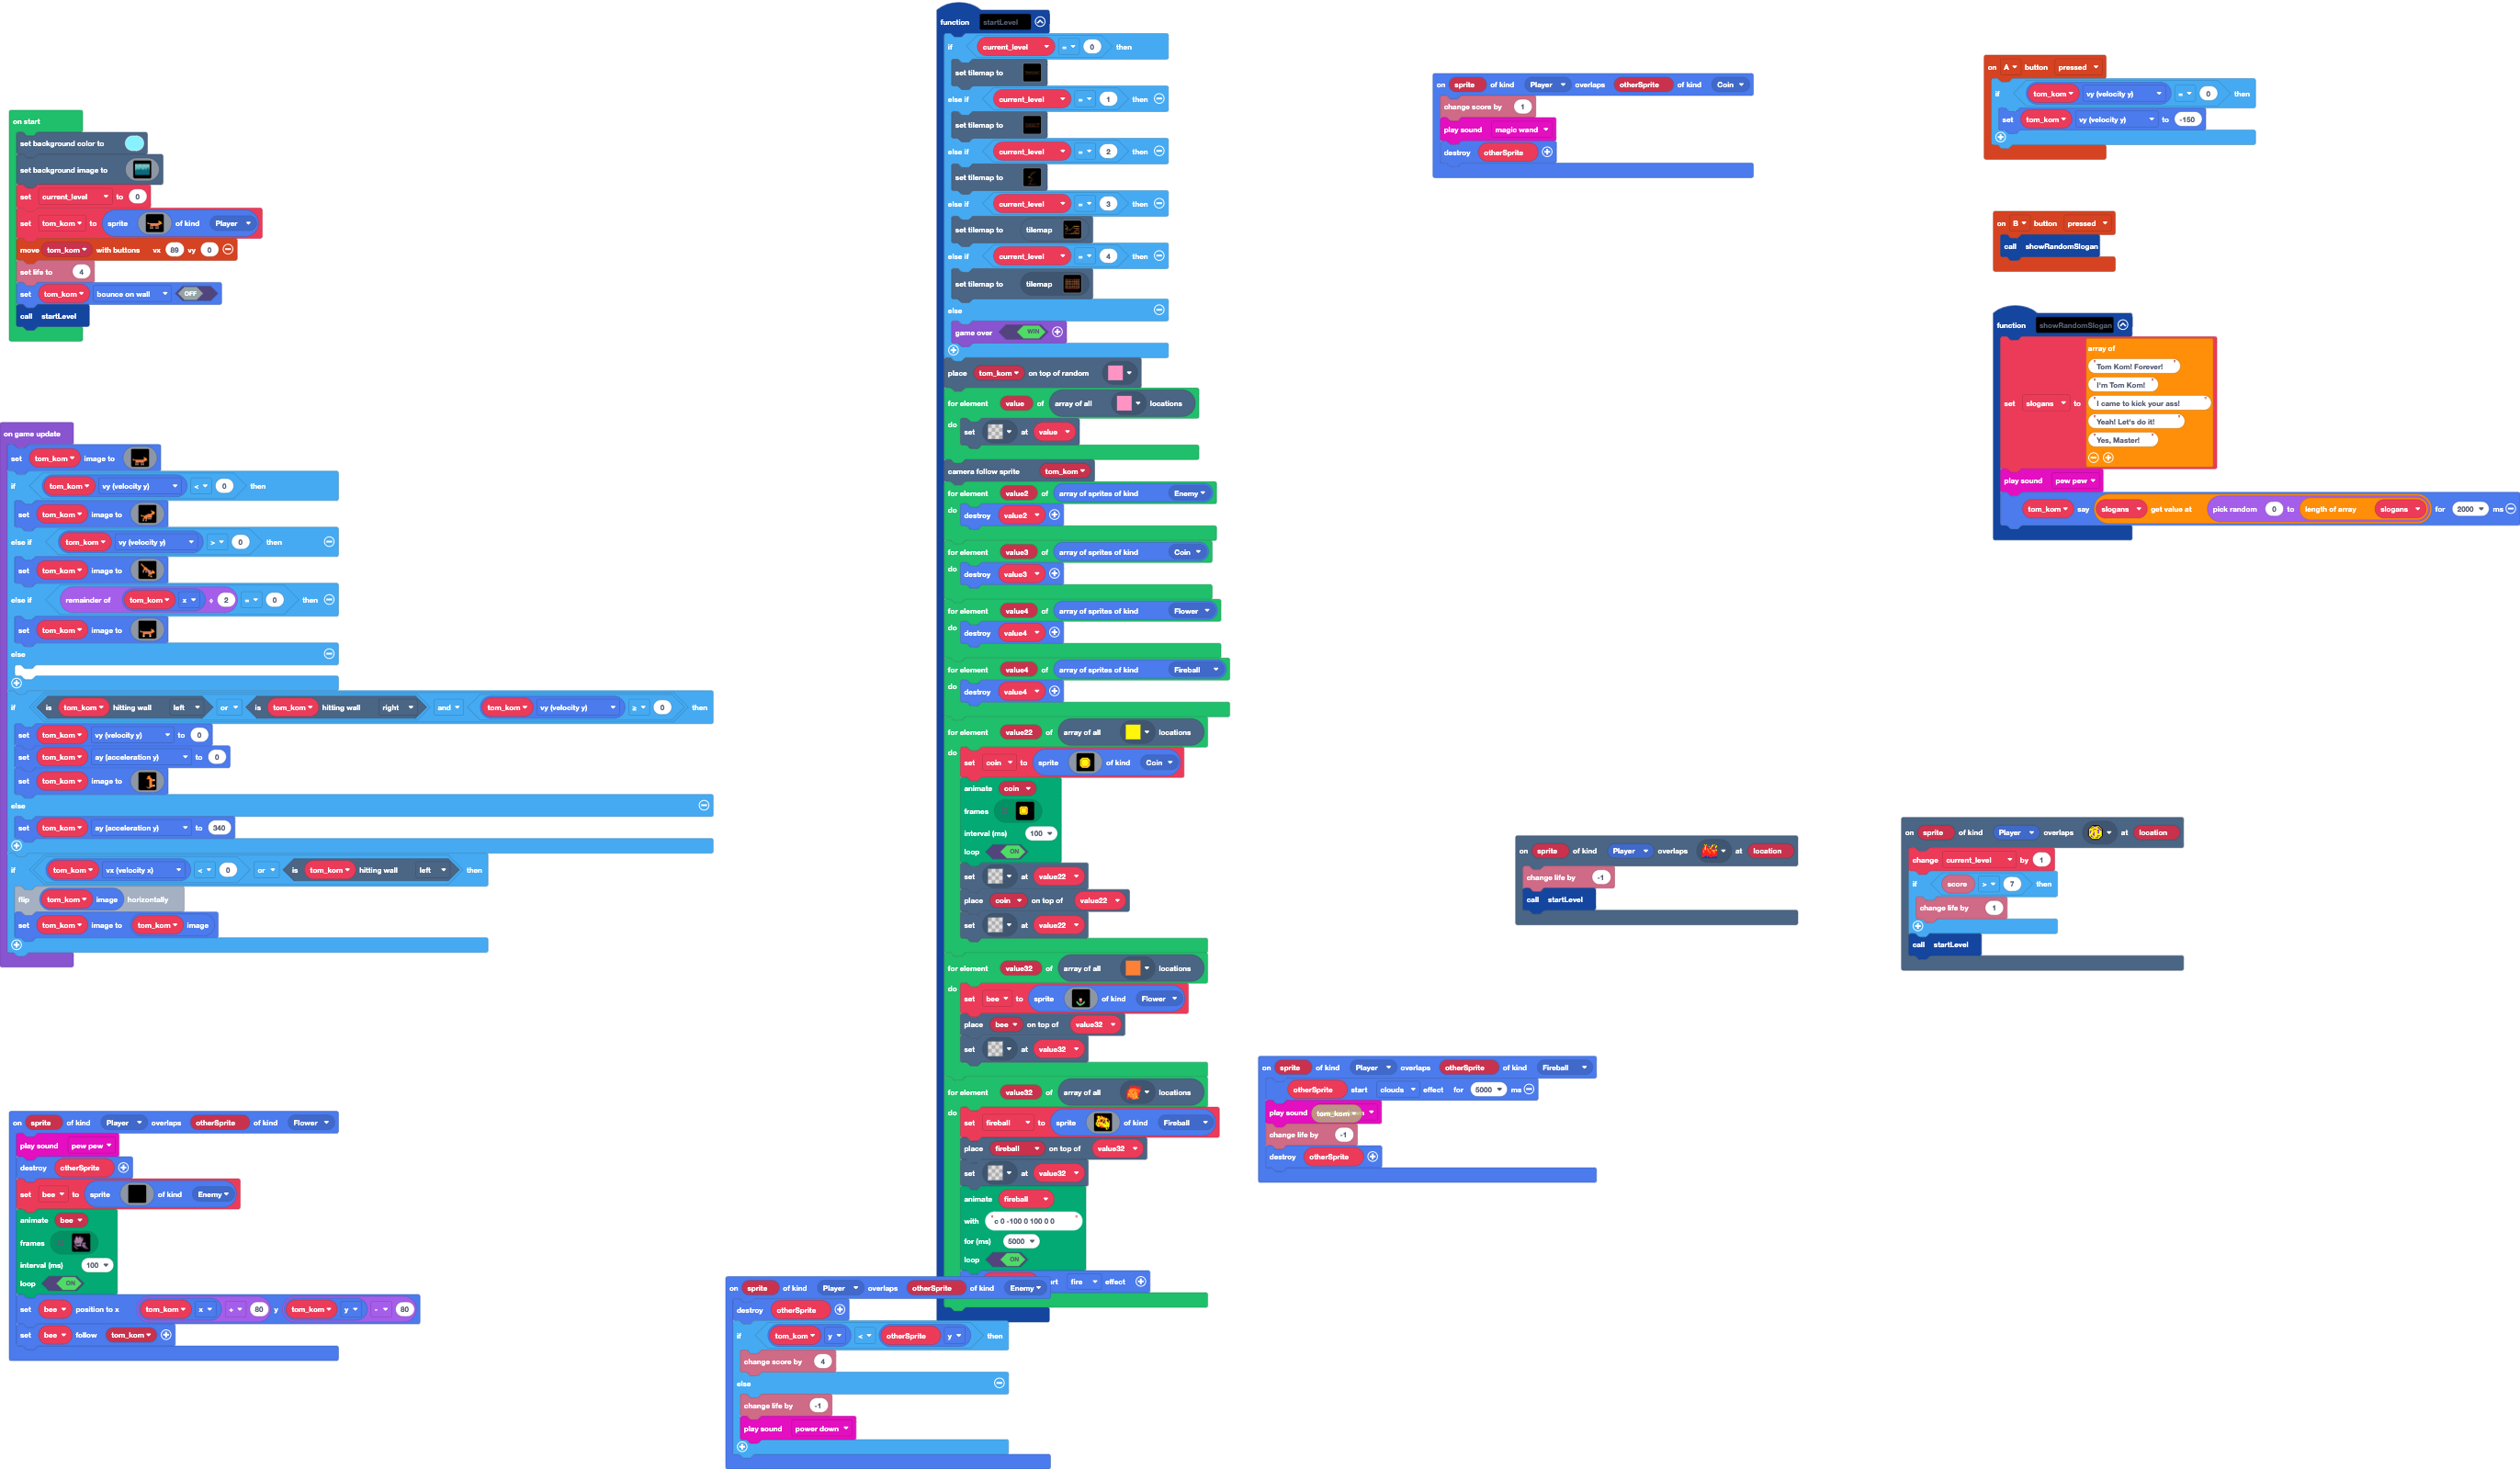 on start
set background color to
set background image to
set current_level to 0
set tom_kom to sprite of kind Player
move tom_kom with buttons vx 89 vy 0
set life to 4
set tom_kom bounce on wall OFF
call startLevel
on game update
set tom_kom image to
if tom_kom vy (velocity y) < 0 then
set tom_kom image to
else if tom_kom vy (velocity y) > 0 then
set tom_kom image to
else if remainder of tom_kom x ÷ 2 = 0 then
set tom_kom image to
else
if is tom_kom hitting wall left or is tom_kom hitting wall right and tom_kom vy (velocity y) ≥ 0 then
set tom_kom vy (velocity y) to 0
set tom_kom ay (acceleration y) to 0
set tom_kom image to
else
set tom_kom ay (acceleration y) to 340
if tom_kom vx (velocity x) < 0 or is tom_kom hitting wall left then
flip tom_kom image horizontally
set tom_kom image to tom_kom image
on sprite of kind Player overlaps otherSprite of kind Flower
play sound pew pew
destroy otherSprite
set bee to sprite of kind Enemy
animate bee
frames
interval (ms) 100
loop ON
set bee position to x tom_kom x + 80 y tom_kom y - 80
set bee follow tom_kom
function startLevel
if current_level = 0 then
set tilemap to
else if current_level = 1 then
set tilemap to
else if current_level = 2 then
set tilemap to
else if current_level = 3 then
set tilemap to tilemap
else if current_level = 4 then
set tilemap to tilemap
else
game over WIN
place tom_kom on top of random
for element value of array of all locations
do set at value
camera follow sprite tom_kom
for element value2 of array of sprites of kind Enemy
do destroy value2
for element value3 of array of sprites of kind Coin
do destroy value3
for element value4 of array of sprites of kind Flower
do destroy value4
for element value4 of array of sprites of kind Fireball
do destroy value4
for element value22 of array of all locations
do set coin to sprite of kind Coin
animate coin
frames
interval (ms) 100
loop ON
set at value22
place coin on top of value22
set at value22
for element value32 of array of all locations
do set bee to sprite of kind Flower
place bee on top of value32
set at value32
for element value32 of array of all locations
do set fireball to sprite of kind Fireball
place fireball on top of value32
set at value32
animate fireball
with "c 0 -100 0 100 0 0"
for (ms) 5000
loop ON
rt fire effect
on sprite of kind Player overlaps otherSprite of kind Enemy
destroy otherSprite
if tom_kom y < otherSprite y then
change score by 4
else
change life by -1
play sound power down
on sprite of kind Player overlaps otherSprite of kind Coin
change score by 1
play sound magic wand
destroy otherSprite
on sprite of kind Player overlaps at location
change life by -1
call startLevel
on sprite of kind Player overlaps otherSprite of kind Fireball
otherSprite start clouds effect for 5000 ms
play sound tom_kom
change life by -1
destroy otherSprite
on A button pressed
if tom_kom vy (velocity y) = 0 then
set tom_kom vy (velocity y) to -150
on B button pressed
call showRandomSlogan
function showRandomSlogan
array of
"Tom Kom! Forever!"
"I'm Tom Kom!"
set slogans to "I came to kick your ass!"
"Yeah! Let's do it!"
"Yes, Master!"
play sound pew pew
tom_kom say slogans get value at pick random 0 to length of array slogans for 2000 ms
on sprite of kind Player overlaps at location
change current_level by 1
if score > 7 then
change life by 1
call startLevel